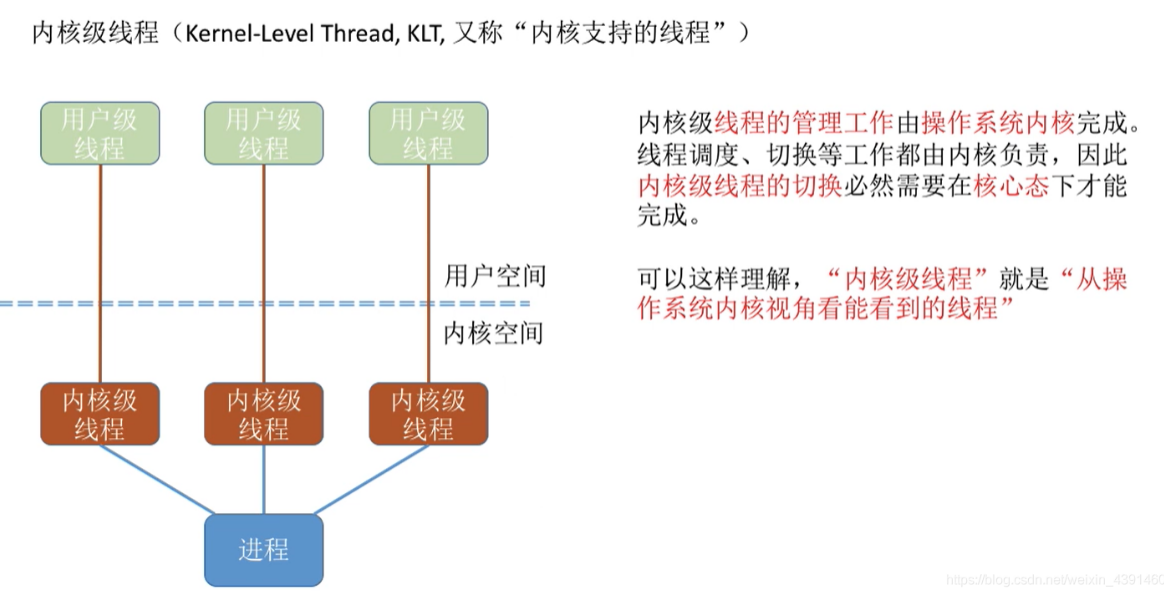 内核级线程（Kernel-Level Thread, KLT, 又称“内核支持的线程”）
用户级
线程
用户级
线程
用户级
线程
用户空间
内核空间
内核级
线程
内核级
线程
内核级
线程
进程
内核级线程的管理工作由操作系统内核完成。
线程调度、切换等工作都由内核负责，因此
内核级线程的切换必然需要在核心态下才能
完成。
可以这样理解，“内核级线程”就是“从操
作系统内核视角看能看到的线程”
https://blog.csdn.net/weixin_4391460